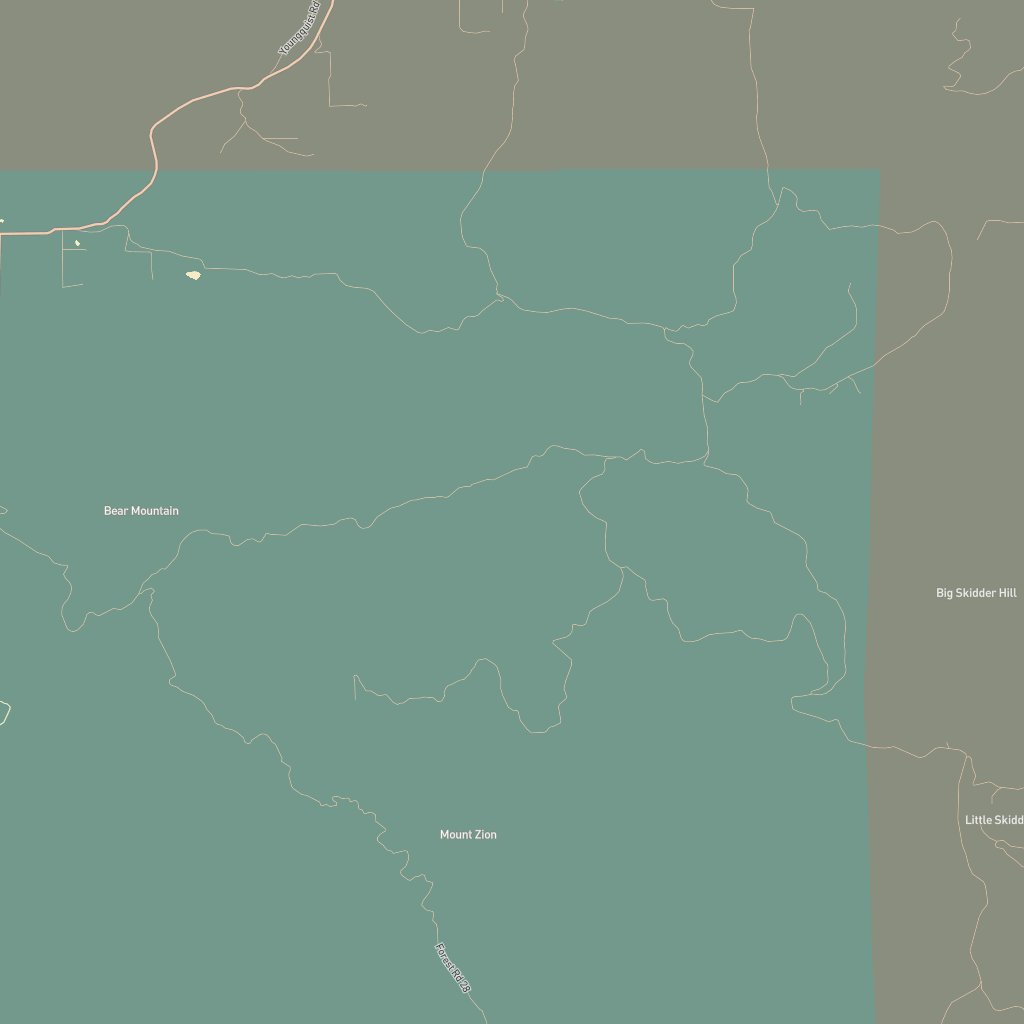 Youngquist Rd
Bear Mountain
Big Skidder Hill
Little Skidd
Mount Zion
Forest Rd 28